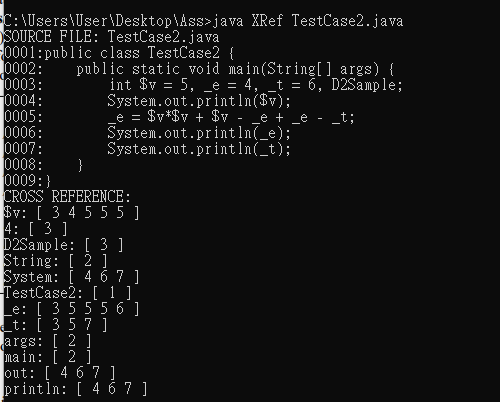 C:\Users\User\Desktop\Ass>java XRef TestCase2.java
SOURCE FILE: TestCase2.java
0001:public class TestCase2 {
0002:    public static void main(String[] args) {
0003:        int $v = 5, _e = 4, _t = 6, D2Sample;
0004:        System.out.println($v);
0005:        _e = $v*$v + $v - _e + _e - _t;
0006:        System.out.println(_e);
0007:        System.out.println(_t);
0008:    }
0009:}
CROSS REFERENCE:
$v: [ 3 4 5 5 5 ]
4: [ 3 ]
D2Sample: [ 3 ]
String: [ 2 ]
System: [ 4 6 7 ]
TestCase2: [ 1 ]
_e: [ 3 5 5 5 6 ]
_t: [ 3 5 7 ]
args: [ 2 ]
main: [ 2 ]
out: [ 4 6 7 ]
println: [ 4 6 7 ]